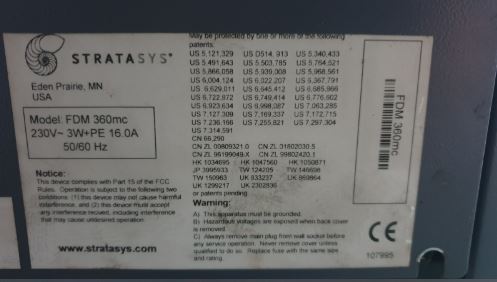 STRATASYS
Eden Prairie, MN
USA
Model: FDM 360mc
230V~ 3W+PE 16.0A
50/60 Hz
Notice:
This device complies with Part 15 of the FCC
Rules. Operation is subject to the following two
conditions: (1) this device may not cause harmful
interference, and (2) this device must accept
any interference received, including interference
that may cause undesired operation.
www.stratasys.com
May be protected by one or more of the following
patents:
US 5,121,329 US D514, 913 US 5,340,433
US 5,491,643 US 5,503,785 US 5,764,521
US 5,866,058 US 5,939,008 US 5,968,561
US 6,004,124 US 6,022,207 US 6,367,791
US 6,629,011 US 6,645,412 US 6,685,866
US 6,722,872 US 6,749,414 US 6,776,602
US 6,923,634 US 6,998,087 US 7,063,285
US 7,127,309 US 7,169,337 US 7,172,715
US 7,236,166 US 7,255,821 US 7,297,304
US 7,314,591
CN 66,290
CN ZL 00809321.0 CN ZL 01802030.5
CN ZL 96199049.X CN ZL 99802420.1
HK 1034695 HK 1047560 HK 1050871
JP 3995933 TW 124205
TW 150963 UK 933237 UK 869864
UK 1299217 UK 2302836
or patents pending.
Warning:
A) This apparatus must be grounded.
B) Hazardous voltages are exposed when back cover
is removed.
C) Always remove main plug from wall socket before
any service operation. Never remove cover unless
qualified to do so. Replace fuse with the same size
and rating.
FDM 360mc
CE
107995